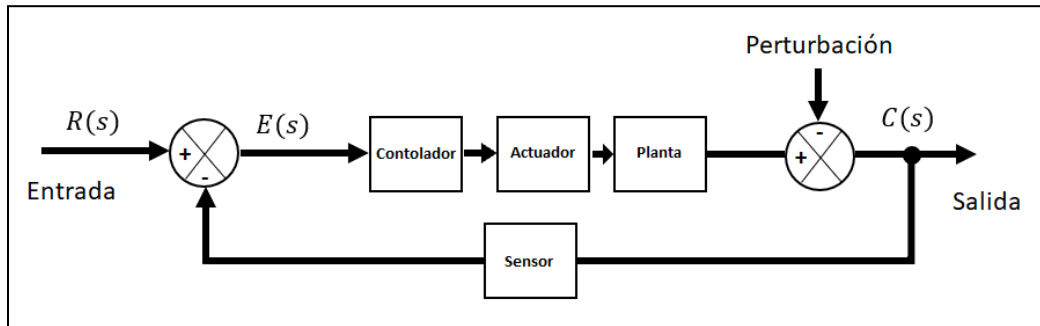 Perturbación
R(s)
E(s)
C(s)
+
-
Contolador
Actuador
Planta
-
+
Entrada
Salida
Sensor